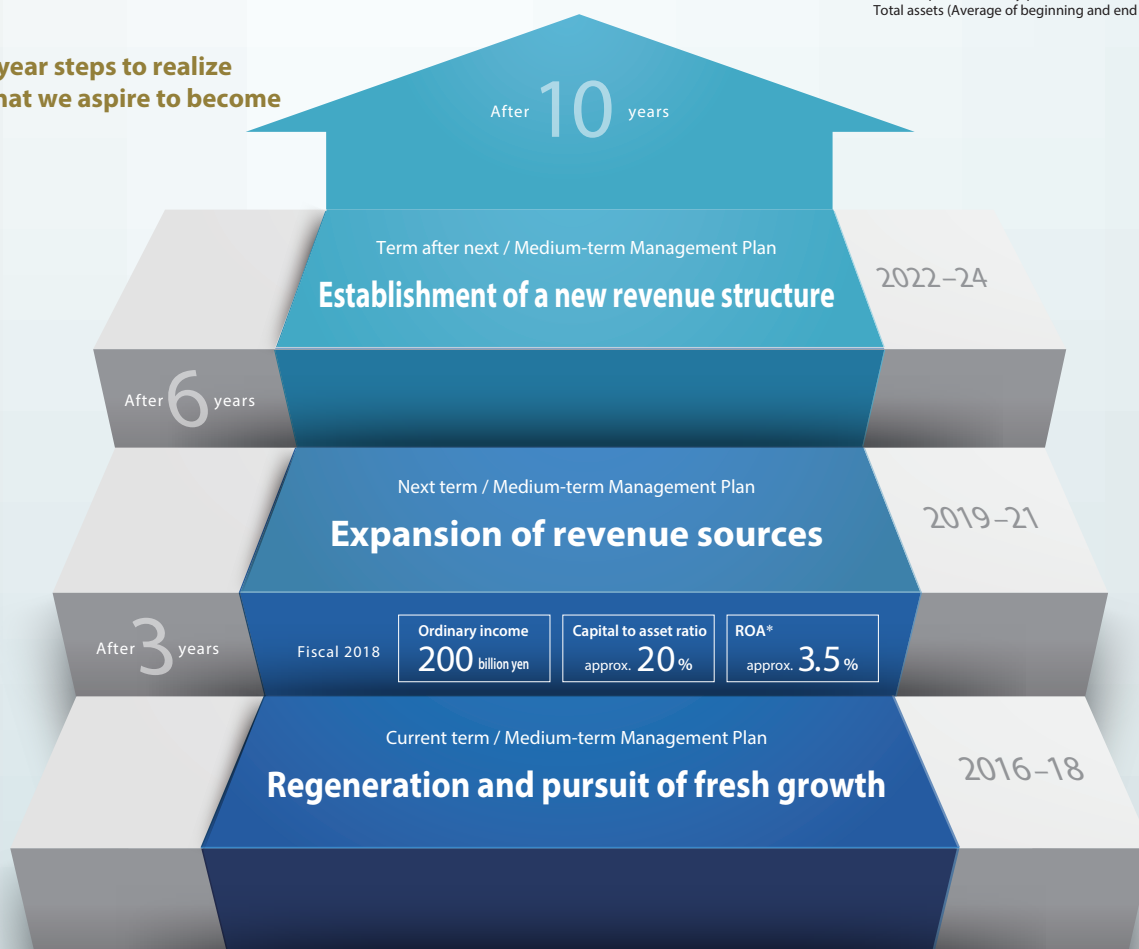 Total assets (Average of beginning and end
year steps to realize
that we aspire to become
After 10 years
Term after next / Medium-term Management Plan
Establishment of a new revenue structure
2022–24
After 6 years
Next term / Medium-term Management Plan
Expansion of revenue sources
2019–21
After 3 years
Fiscal 2018
Ordinary income
200 billion yen
Capital to asset ratio
approx. 20 %
ROA*
approx. 3.5 %
Current term / Medium-term Management Plan
Regeneration and pursuit of fresh growth
2016–18